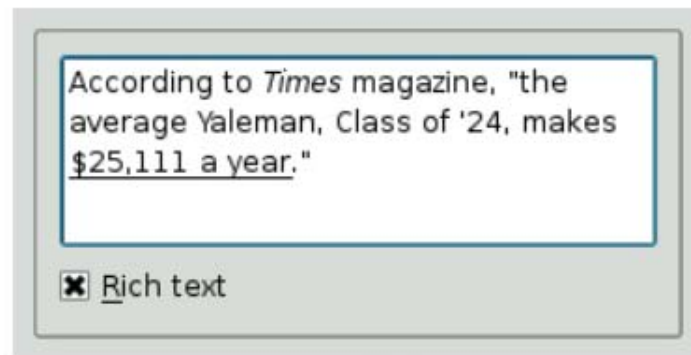 According to Times magazine, "the
average Yaleman, Class of '24, makes
$25,111 a year."
Rich text